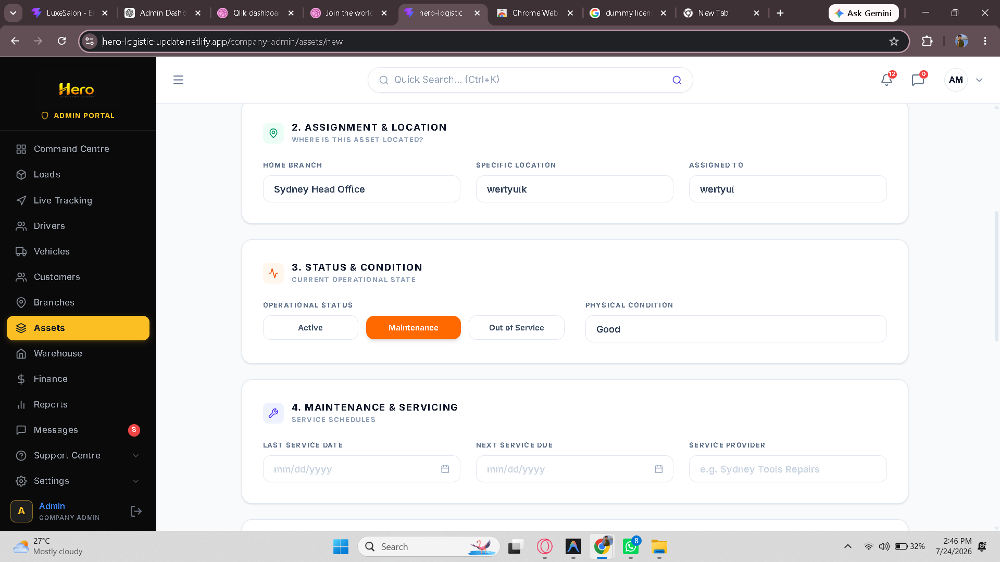 LuxeSalon - E
Admin Dashb
Qlik dashboa
Join the worl
hero-logistic
Chrome Web
dummy licen
New Tab
Ask Gemini
hero-logistic-update.netlify.app/company-admin/assets/new
Hero
ADMIN PORTAL
Command Centre
Loads
Live Tracking
Drivers
Vehicles
Customers
Branches
Assets
Warehouse
Finance
Reports
Messages
8
Support Centre
Settings
A
Admin
COMPANY ADMIN
Quick Search... (Ctrl+K)
12
0
AM
2. ASSIGNMENT & LOCATION
WHERE IS THIS ASSET LOCATED?
HOME BRANCH
SPECIFIC LOCATION
ASSIGNED TO
Sydney Head Office
wertyuik
wertyui
3. STATUS & CONDITION
CURRENT OPERATIONAL STATE
OPERATIONAL STATUS
PHYSICAL CONDITION
Active
Maintenance
Out of Service
Good
4. MAINTENANCE & SERVICING
SERVICE SCHEDULES
LAST SERVICE DATE
NEXT SERVICE DUE
SERVICE PROVIDER
mm/dd/yyyy
mm/dd/yyyy
e.g. Sydney Tools Repairs
27°C
Mostly cloudy
Search
8
32%
2:46 PM
7/24/2026